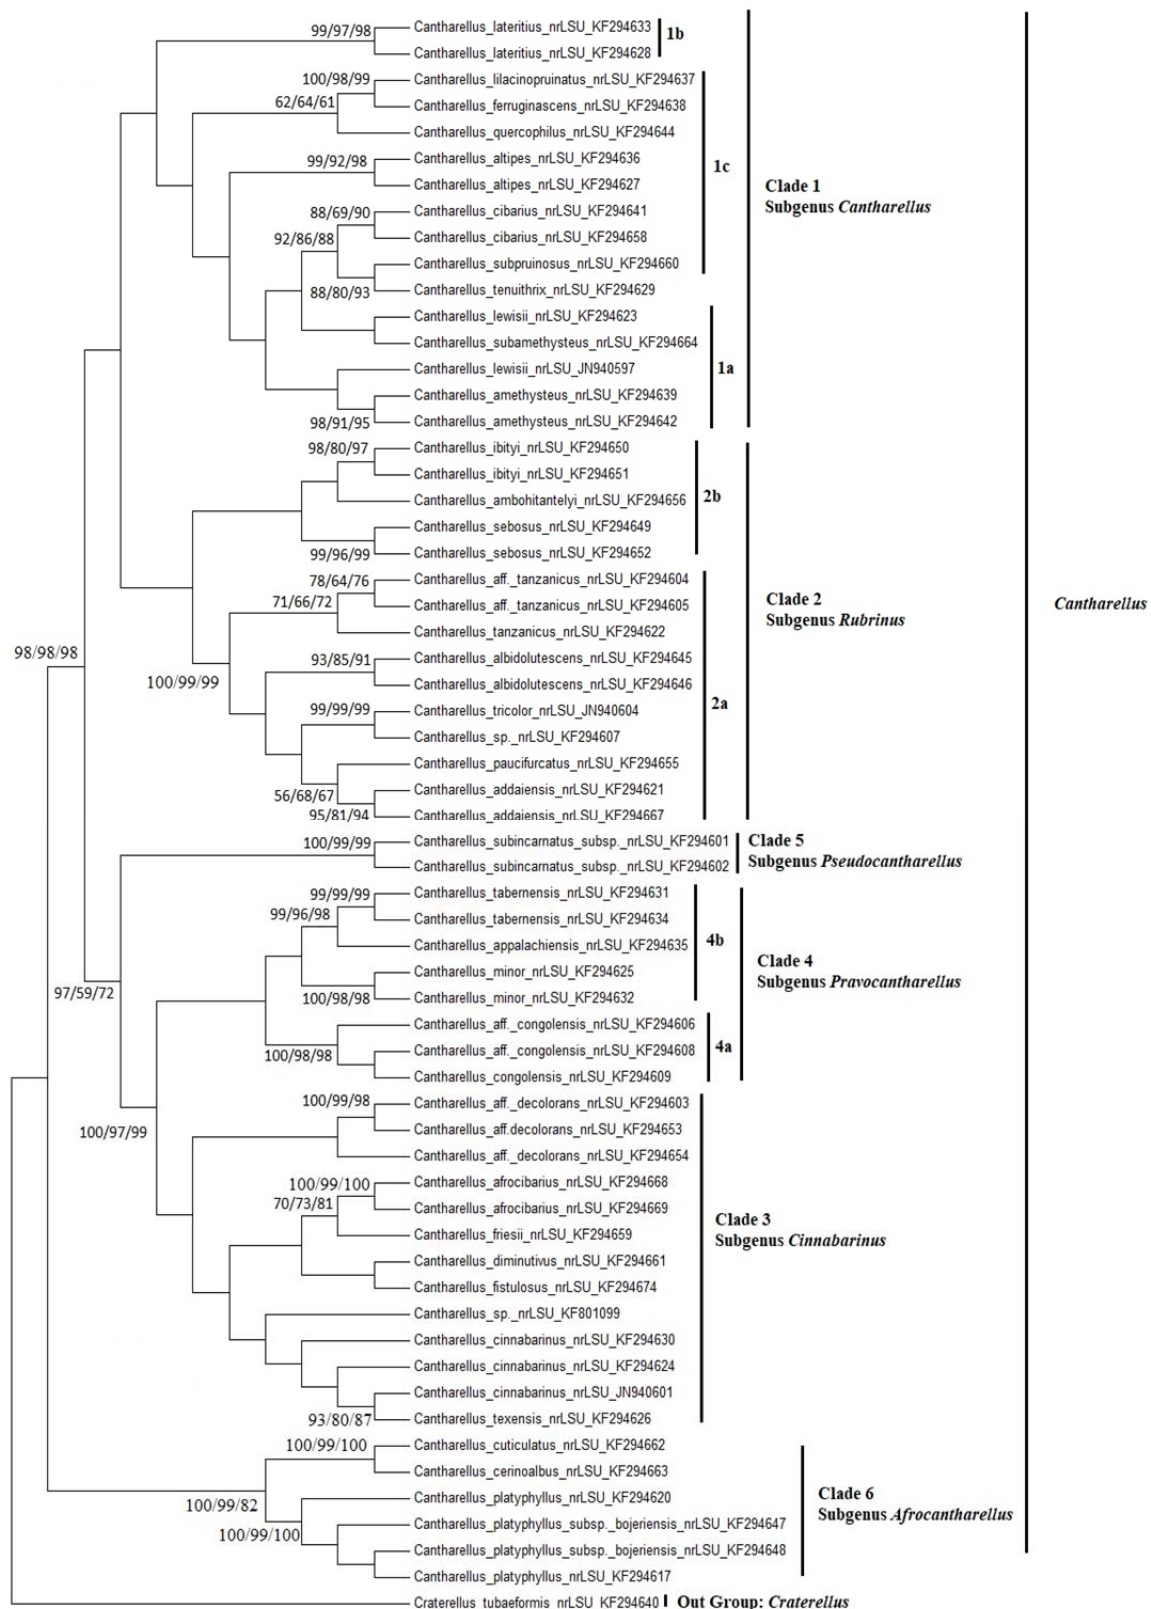 99/97/98
Cantharellus_lateritius_nrLSU_KF294633
1b
Cantharellus_lateritius_nrLSU_KF294628
100/98/99
Cantharellus_lilacinopruinatus_nrLSU_KF294637
62/64/61
Cantharellus_ferruginascens_nrLSU_KF294638
Cantharellus_quercophilus_nrLSU_KF294644
99/92/98
Cantharellus_altipes_nrLSU_KF294636
1c
Cantharellus_altipes_nrLSU_KF294627
Clade 1
Subgenus Cantharellus
88/69/90
Cantharellus_cibarius_nrLSU_KF294641
92/86/88
Cantharellus_cibarius_nrLSU_KF294658
Cantharellus_subpruinosus_nrLSU_KF294660
88/80/93
Cantharellus_tenuithrix_nrLSU_KF294629
Cantharellus_lewisii_nrLSU_KF294623
Cantharellus_subamethysteus_nrLSU_KF294664
1a
Cantharellus_lewisii_nrLSU_JN940597
Cantharellus_amethysteus_nrLSU_KF294639
98/91/95
Cantharellus_amethysteus_nrLSU_KF294642
98/80/97
Cantharellus_ibityi_nrLSU_KF294650
Cantharellus_ibityi_nrLSU_KF294651
2b
Cantharellus_ambohitantelyi_nrLSU_KF294656
Cantharellus_sebosus_nrLSU_KF294649
99/96/99
Cantharellus_sebosus_nrLSU_KF294652
78/64/76
Cantharellus_aff._tanzanicus_nrLSU_KF294604
71/66/72
Cantharellus_aff._tanzanicus_nrLSU_KF294605
Clade 2
Subgenus Rubrinus
Cantharellus
Cantharellus_tanzanicus_nrLSU_KF294622
98/98/98
93/85/91
Cantharellus_albidolutescens_nrLSU_KF294645
100/99/99
Cantharellus_albidolutescens_nrLSU_KF294646
2a
99/99/99
Cantharellus_tricolor_nrLSU_JN940604
Cantharellus_sp._nrLSU_KF294607
Cantharellus_paucifurcatus_nrLSU_KF294655
56/68/67
Cantharellus_addaiensis_nrLSU_KF294621
95/81/94
Cantharellus_addaiensis_nrLSU_KF294667
100/99/99
Cantharellus_subincarnatus_subsp._nrLSU_KF294601
Clade 5
Subgenus Pseudocantharellus
Cantharellus_subincarnatus_subsp._nrLSU_KF294602
99/99/99
Cantharellus_tabernensis_nrLSU_KF294631
99/96/98
Cantharellus_tabernensis_nrLSU_KF294634
4b
Cantharellus_appalachiensis_nrLSU_KF294635
Clade 4
Subgenus Pravocantharellus
Cantharellus_minor_nrLSU_KF294625
97/59/72
100/98/98
Cantharellus_minor_nrLSU_KF294632
Cantharellus_aff._congolensis_nrLSU_KF294606
4a
100/98/98
Cantharellus_aff._congolensis_nrLSU_KF294608
Cantharellus_congolensis_nrLSU_KF294609
100/99/98
Cantharellus_aff._decolorans_nrLSU_KF294603
100/97/99
Cantharellus_aff.decolorans_nrLSU_KF294653
Cantharellus_aff._decolorans_nrLSU_KF294654
100/99/100
Cantharellus_afrocibarius_nrLSU_KF294668
70/73/81
Cantharellus_afrocibarius_nrLSU_KF294669
Clade 3
Subgenus Cinnabarinus
Cantharellus_friesii_nrLSU_KF294659
Cantharellus_diminutivus_nrLSU_KF294661
Cantharellus_fistulosus_nrLSU_KF294674
Cantharellus_sp._nrLSU_KF801099
Cantharellus_cinnabarinus_nrLSU_KF294630
Cantharellus_cinnabarinus_nrLSU_KF294624
Cantharellus_cinnabarinus_nrLSU_JN940601
93/80/87
Cantharellus_texensis_nrLSU_KF294626
100/99/100
Cantharellus_cuticulatus_nrLSU_KF294662
Cantharellus_cerinoalbus_nrLSU_KF294663
100/99/82
Cantharellus_platyphyllus_nrLSU_KF294620
Clade 6
Subgenus Afrocantharellus
100/99/100
Cantharellus_platyphyllus_subsp._bojeriensis_nrLSU_KF294647
Cantharellus_platyphyllus_subsp._bojeriensis_nrLSU_KF294648
Cantharellus_platyphyllus_nrLSU_KF294617
Craterellus_tubaeformis_nrLSU_KF294640
Out Group: Craterellus